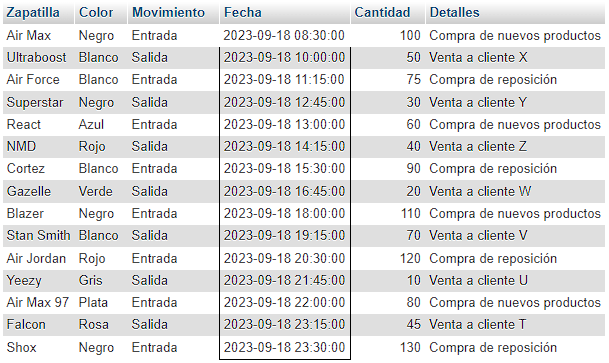 Zapatilla Color Movimiento Fecha Cantidad Detalles
Air Max Negro Entrada 2023-09-18 08:30:00 100 Compra de nuevos productos
Ultraboost Blanco Salida 2023-09-18 10:00:00 50 Venta a cliente X
Air Force Blanco Entrada 2023-09-18 11:15:00 75 Compra de reposición
Superstar Negro Salida 2023-09-18 12:45:00 30 Venta a cliente Y
React Azul Entrada 2023-09-18 13:00:00 60 Compra de nuevos productos
NMD Rojo Salida 2023-09-18 14:15:00 40 Venta a cliente Z
Cortez Blanco Entrada 2023-09-18 15:30:00 90 Compra de reposición
Gazelle Verde Salida 2023-09-18 16:45:00 20 Venta a cliente W
Blazer Negro Entrada 2023-09-18 18:00:00 110 Compra de nuevos productos
Stan Smith Blanco Salida 2023-09-18 19:15:00 70 Venta a cliente V
Air Jordan Rojo Entrada 2023-09-18 20:30:00 120 Compra de reposición
Yeezy Gris Salida 2023-09-18 21:45:00 10 Venta a cliente U
Air Max 97 Plata Entrada 2023-09-18 22:00:00 80 Compra de nuevos productos
Falcon Rosa Salida 2023-09-18 23:15:00 45 Venta a cliente T
Shox Negro Entrada 2023-09-18 23:30:00 130 Compra de reposición